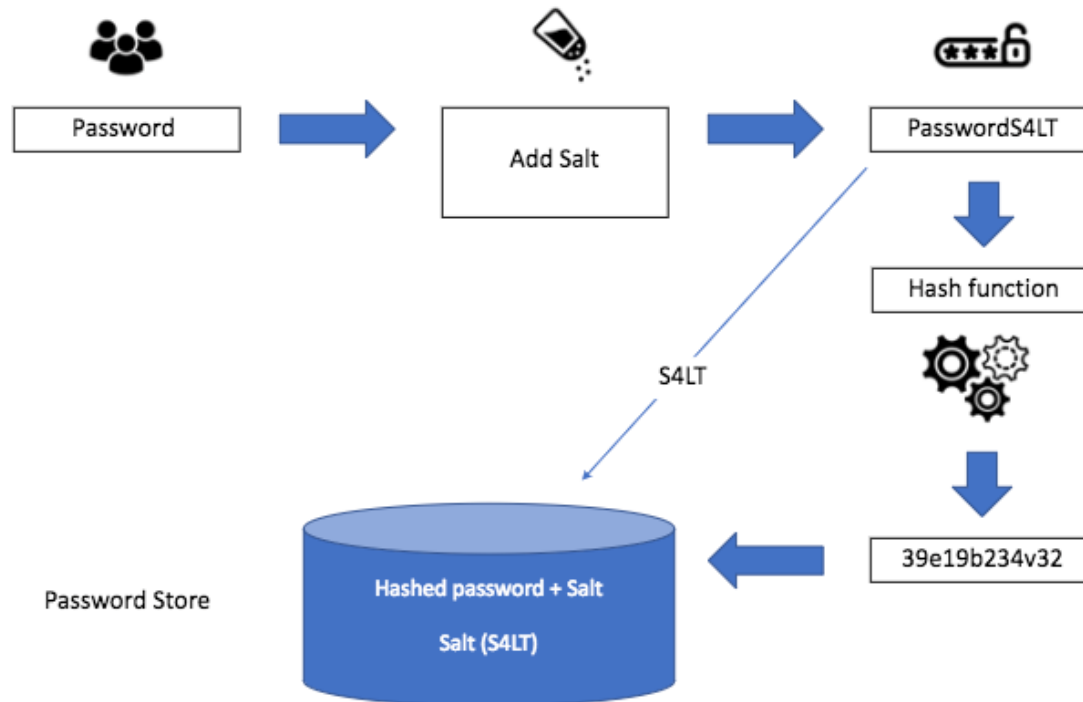 ***
Password
Add Salt
PasswordS4LT
Hash function
S4LT
39e19b234v32
Hashed password + Salt
Salt (S4LT)
Password Store